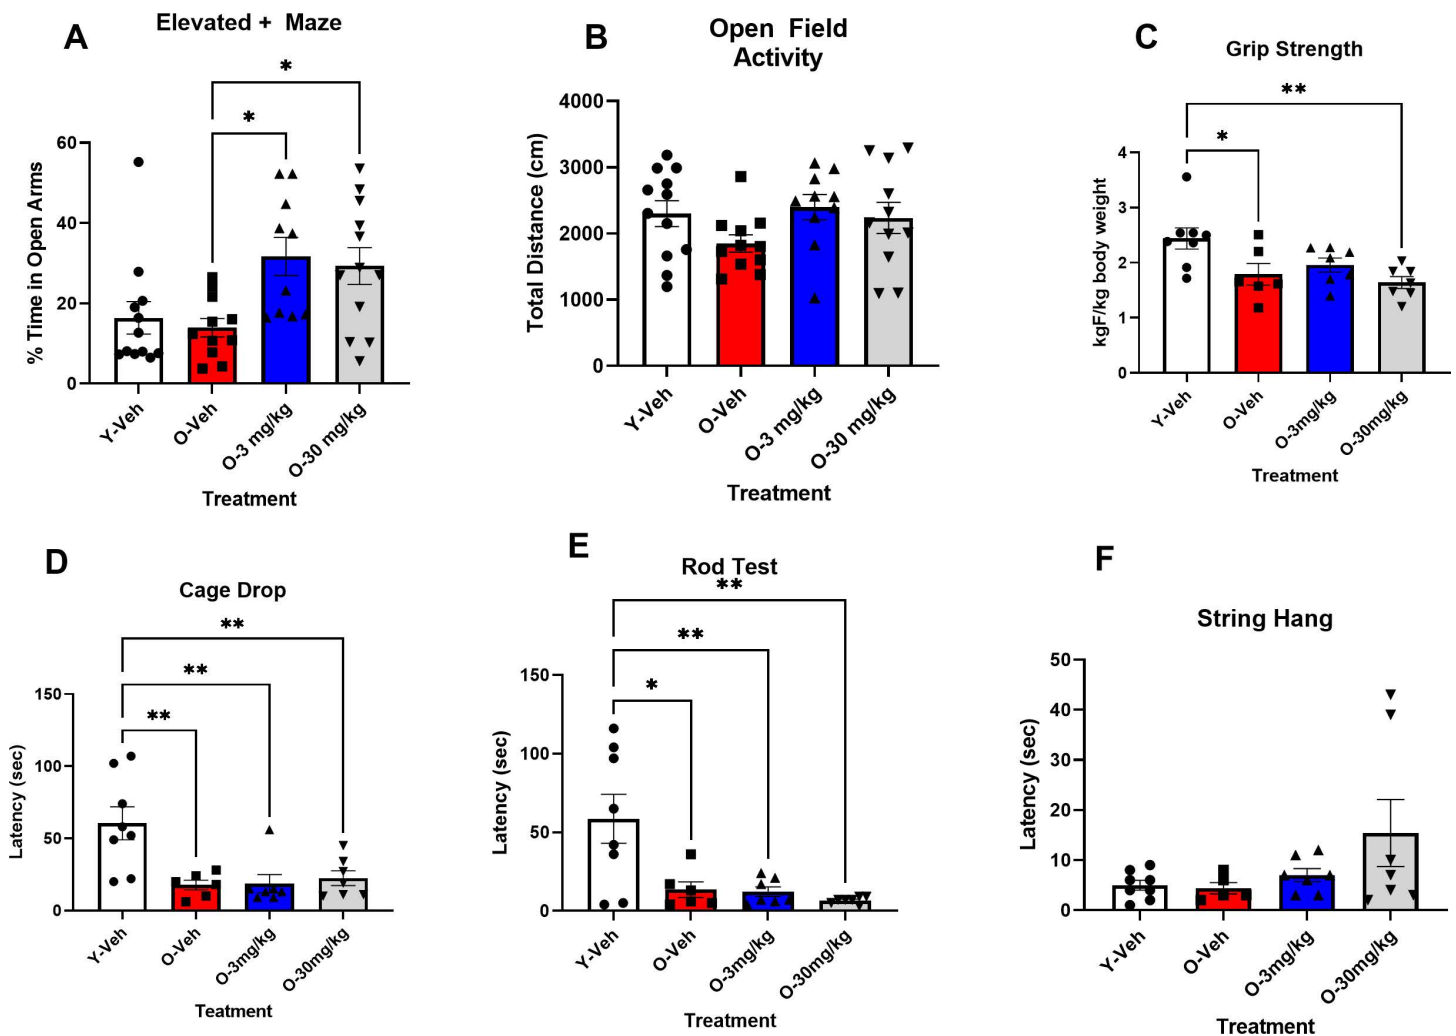 A
Elevated + Maze
*
*
% Time in Open Arms
60
40
20
0
Y-Veh
O-Veh
O-3 mg/kg
O-30 mg/kg
Treatment
B
Open Field
Activity
Total Distance (cm)
4000
3000
2000
1000
0
Y-Veh
O-Veh
O-3 mg/kg
O-30 mg/kg
Treatment
C
Grip Strength
**
*
kgF/kg body weight
4
3
2
1
0
Y-Veh
O-Veh
O-3mg/kg
O-30mg/kg
Treatment
D
Cage Drop
**
**
**
Latency (sec)
150
100
50
0
Y-Veh
O-Veh
O-3mg/kg
O-30mg/kg
Teatment
E
Rod Test
**
**
*
Latency (sec)
150
100
50
0
Y-Veh
O-Veh
O-3mg/kg
O-30mg/kg
Treatment
F
String Hang
Latency (sec)
50
40
30
20
10
0
Y-Veh
O-Veh
O-3mg/kg
O-30mg/kg
Treatment